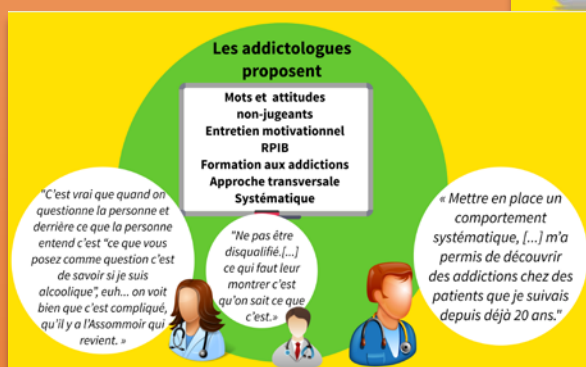 Les addictologues
proposent
Mots et attitudes
non-jugeants
Entretien motivationnel
RPIB
Formation aux addictions
Approche transversale
Systématique
"C'est vrai que quand on
questionne la personne et
derrière ce que la personne
entend c'est “ce que vous
posez comme question c'est
de savoir si je suis
alcoolique”, euh... on voit
bien que c'est compliqué,
qu'il y a l'Assommoir qui
revient. »
"Ne pas être
disqualifié.[...]
ce qui faut leur
montrer c'est
qu'on sait ce que
c'est.»
« Mettre en place un
comportement
systématique, [...] m'a
permis de découvrir
des addictions chez des
patients que je suivais
depuis déjà 20 ans."